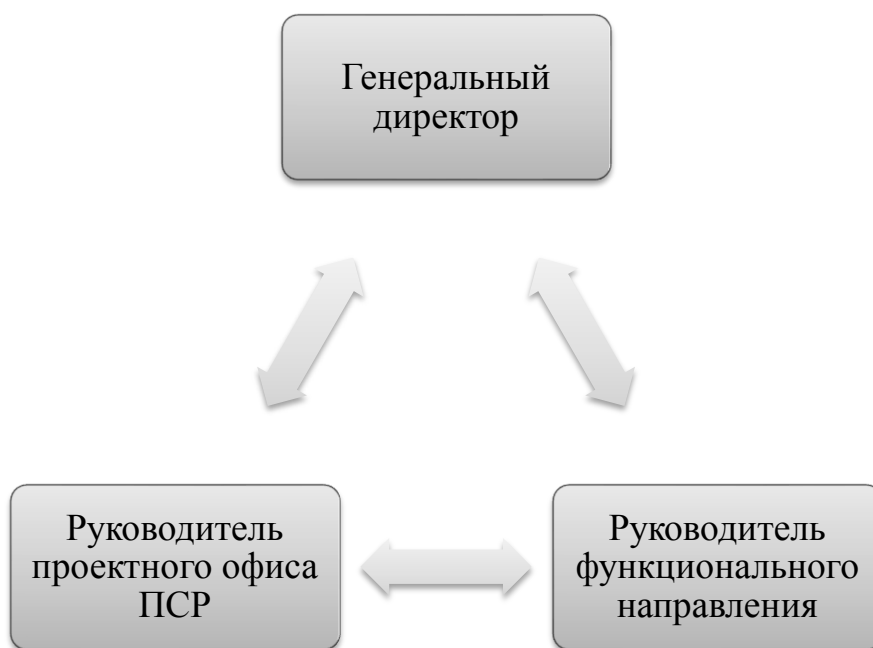 Генеральный
директор
Руководитель
проектного офиса
ПСР
Руководитель
функционального
направления